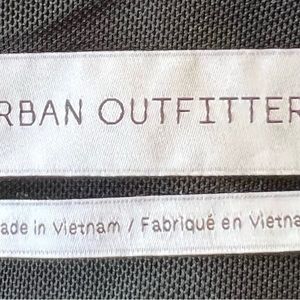 RBAN OUTFITTER
ade in Vietnam / Fabriqué en Vietna